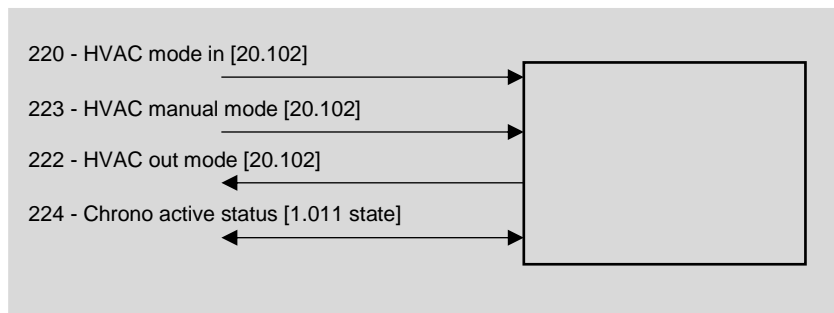 220 - HVAC mode in [20.102]
223 - HVAC manual mode [20.102]
222 - HVAC out mode [20.102]
224 - Chrono active status [1.011 state]